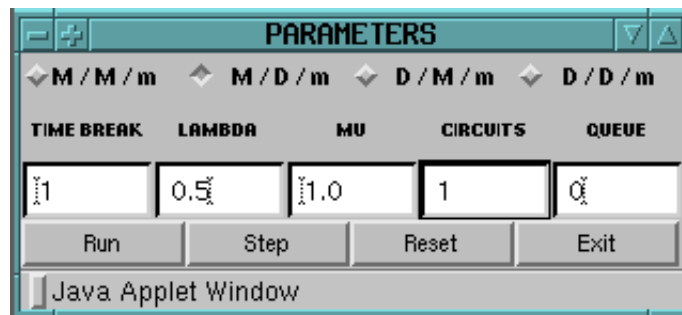 PARAMETERS
M/M/m M/D/m D/M/m D/D/m
TIME BREAK LAMBDA MU CIRCUITS QUEUE
1 0.5 1.0 1 0
Run Step Reset Exit
Java Applet Window